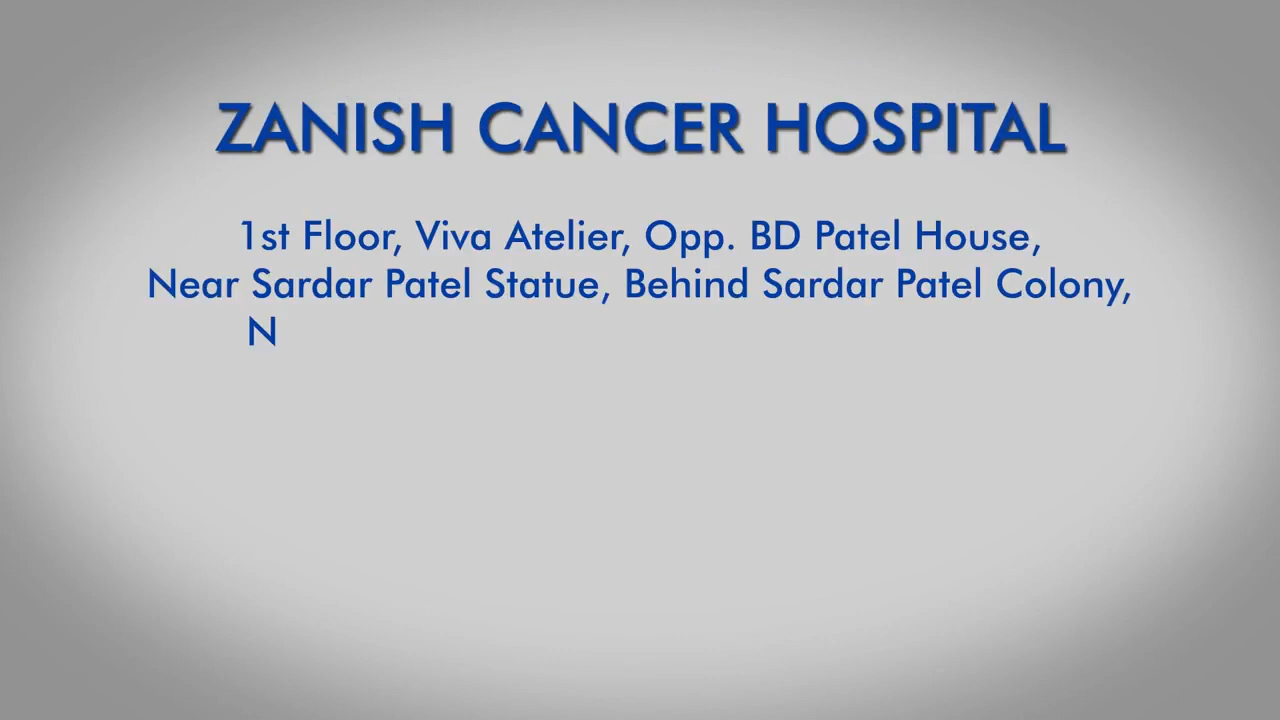 ZANISH CANCER HOSPITAL
1st Floor, Viva Atelier, Opp. BD Patel House,
Near Sardar Patel Statue, Behind Sardar Patel Colony,
N